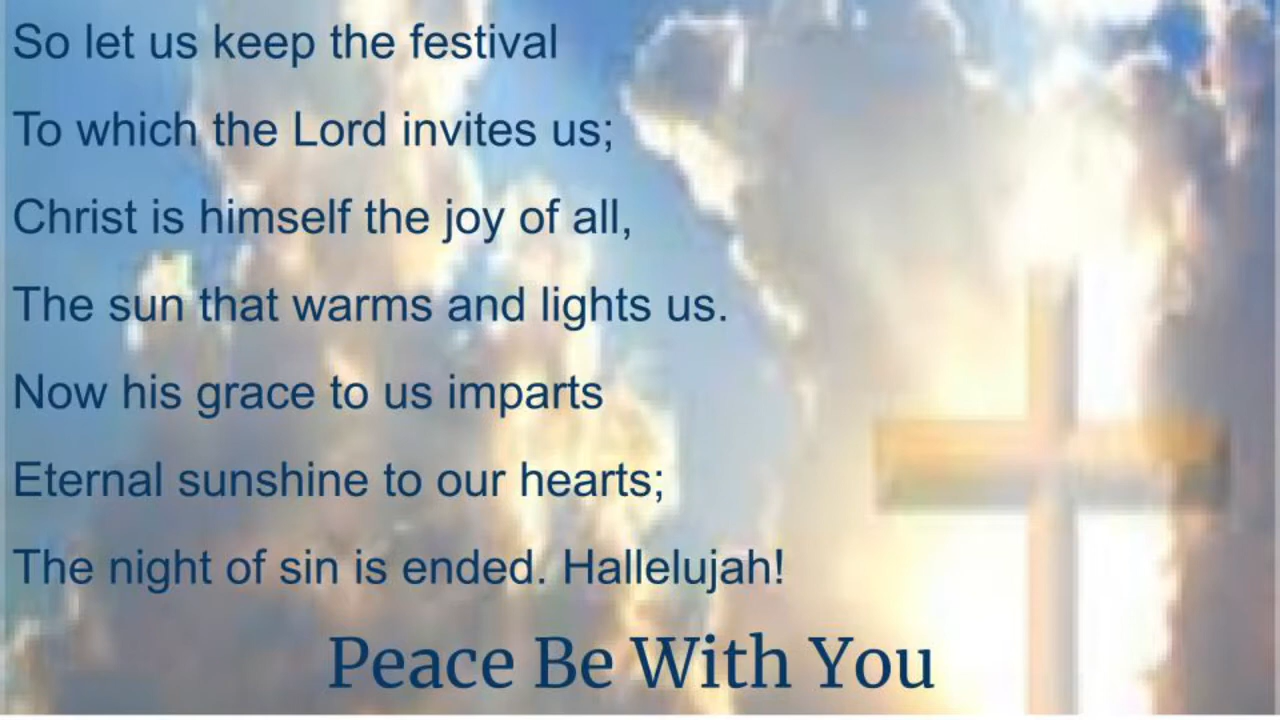 So let us keep the festival
To which the Lord invites us;
Christ is himself the joy of all,
The sun that warms and lights us.
Now his grace to us imparts
Eternal sunshine to our hearts;
The night of sin is ended. Hallelujah!
Peace Be With You